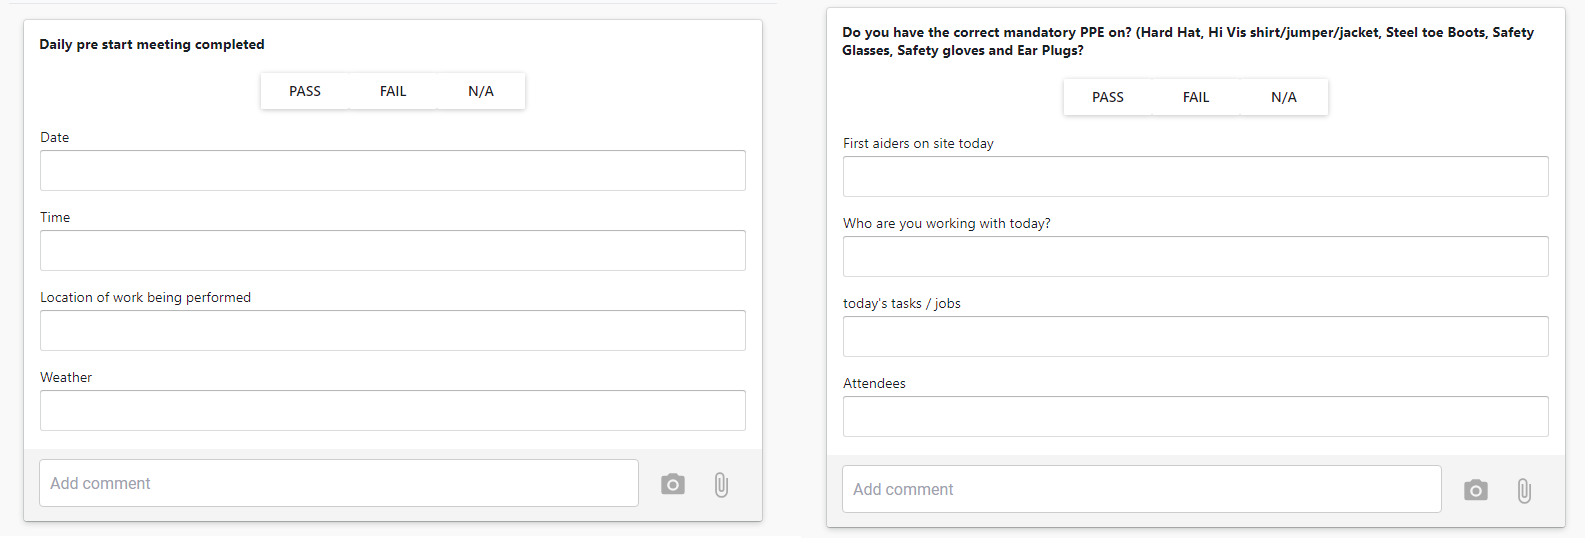 Daily pre start meeting completed
PASS FAIL N/A
Date
Time
Location of work being performed
Weather
Add comment
Do you have the correct mandatory PPE on? (Hard Hat, Hi Vis shirt/jumper/jacket, Steel toe Boots, Safety
Glasses, Safety gloves and Ear Plugs?
PASS FAIL N/A
First aiders on site today
Who are you working with today?
today's tasks / jobs
Attendees
Add comment